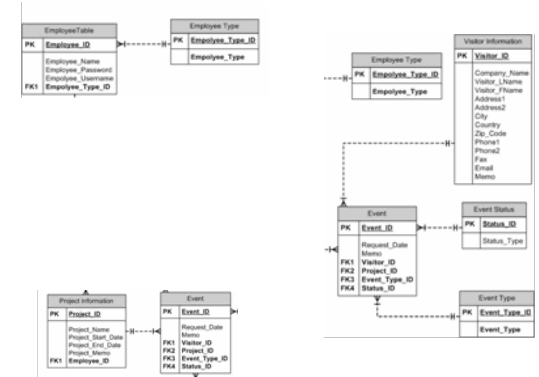 EmployeeTable
PK Employee_ID
Employee_Name
Employee_Password
Empolyee_Username
FK1 Empolyee_Type_ID
Employee Type
PK Empolyee_Type_ID
Empolyee_Type
Employee Type
PK Empolyee_Type_ID
Empolyee_Type
Visitor Information
PK Visitor_ID
Company_Name
Visitor_LName
Visitor_FName
Address1
Address2
City
Country
Zip_Code
Phone1
Phone2
Fax
Email
Memo
Event
PK Event_ID
Request_Date
Memo
FK1 Visitor_ID
FK2 Project_ID
FK3 Event_Type_ID
FK4 Status_ID
Event Status
PK Status_ID
Status_Type
Event Type
PK Event_Type_ID
Event_Type
Project Information
PK Project_ID
Project_Name
Project_Start_Date
Project_End_Date
Project_Memo
FK1 Employee_ID
Event
PK Event_ID
Request_Date
Memo
FK1 Visitor_ID
FK2 Project_ID
FK3 Event_Type_ID
FK4 Status_ID